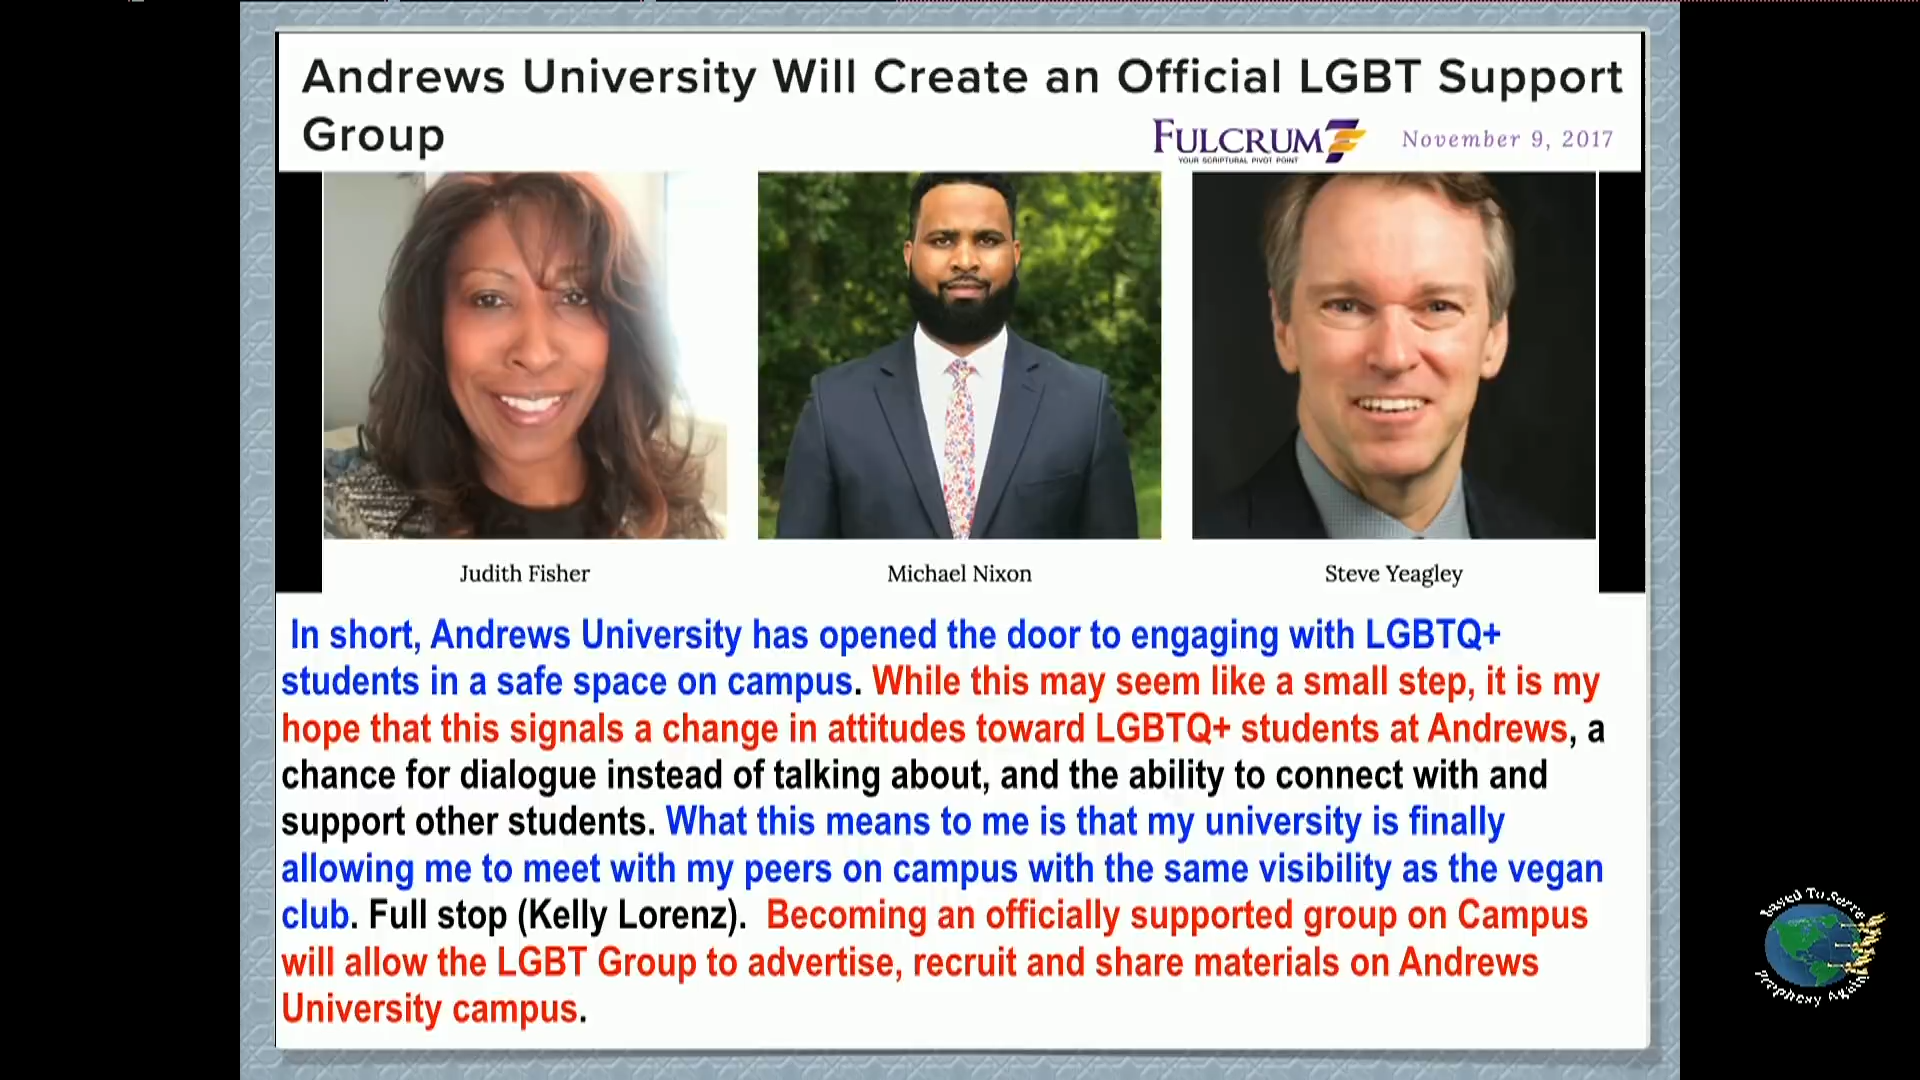 Andrews University Will Create an Official LGBT Support
Group
FULCRUM7
YOUR SCRIPTURAL PIVOT POINT
November 9, 2017
Judith Fisher
Michael Nixon
Steve Yeagley
In short, Andrews University has opened the door to engaging with LGBTQ+
students in a safe space on campus. While this may seem like a small step, it is my
hope that this signals a change in attitudes toward LGBTQ+ students at Andrews, a
chance for dialogue instead of talking about, and the ability to connect with and
support other students. What this means to me is that my university is finally
allowing me to meet with my peers on campus with the same visibility as the vegan
club. Full stop (Kelly Lorenz). Becoming an officially supported group on Campus
will allow the LGBT Group to advertise, recruit and share materials on Andrews
University campus.
To Serve
Prophesy Again